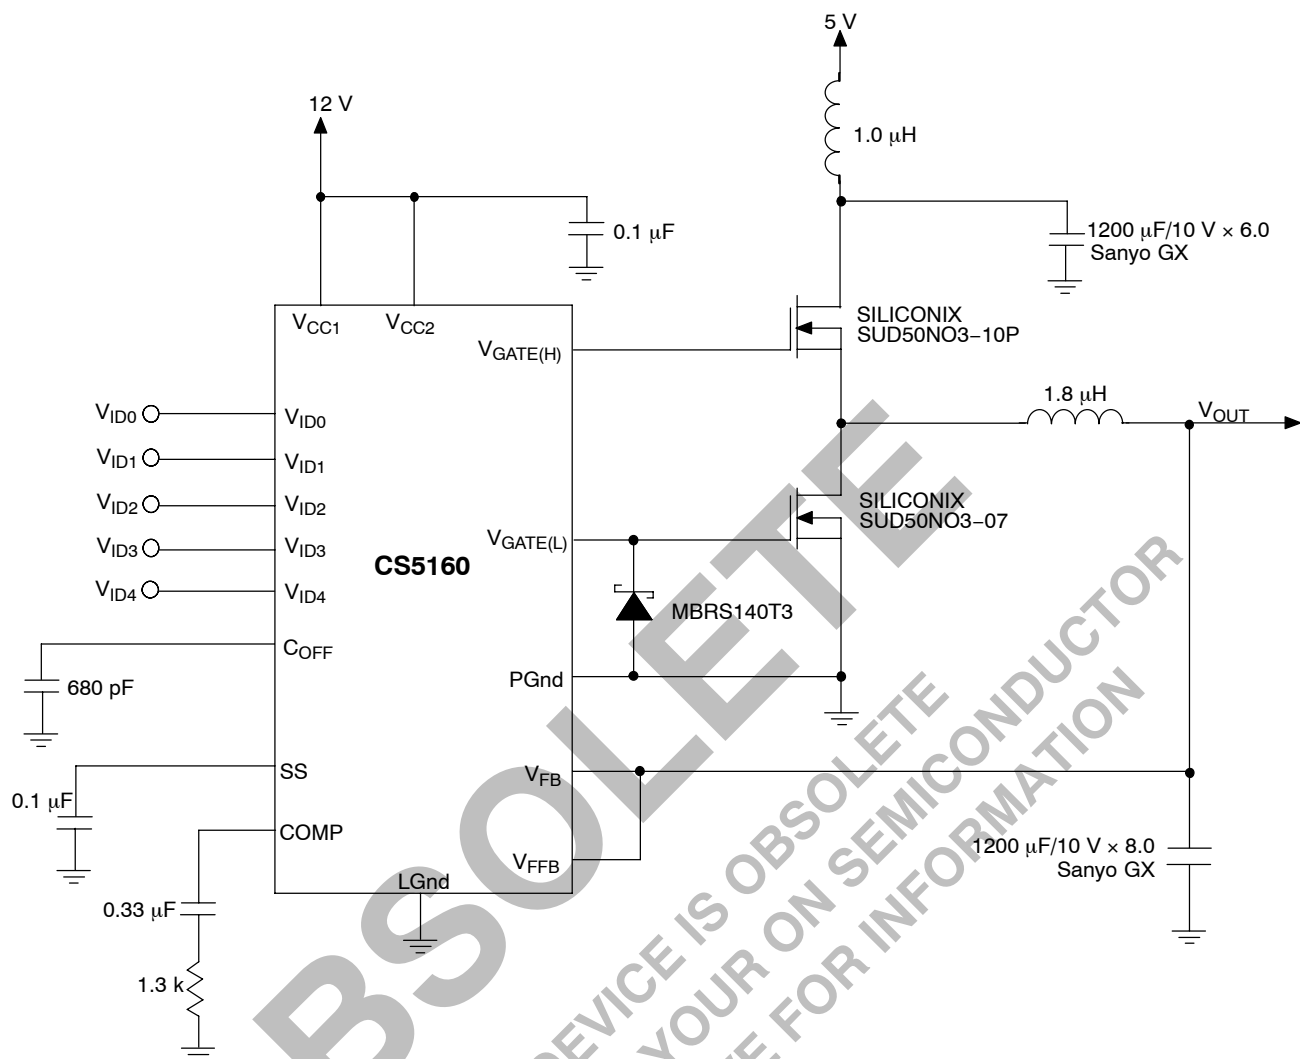 5 V
12 V
1.0 μH
0.1 μF
1200 μF/10 V × 6.0
Sanyo GX
VCC1
VCC2
VGATE(H)
SILICONIX
SUD50NO3−10P
1.8 μH
VOUT
VID0
VID0
VID1
VID1
VID2
VID2
VID3
VID3
VID4
VID4
CS5160
VGATE(L)
SILICONIX
SUD50NO3−07
MBRS140T3
COFF
680 pF
PGnd
SS
0.1 μF
VFB
COMP
VFFB
1200 μF/10 V × 8.0
Sanyo GX
LGnd
0.33 μF
1.3 k
BSOLETE
DEVICE IS OBSOLETE
YOUR ON SEMICONDUCTOR
FOR INFORMATION